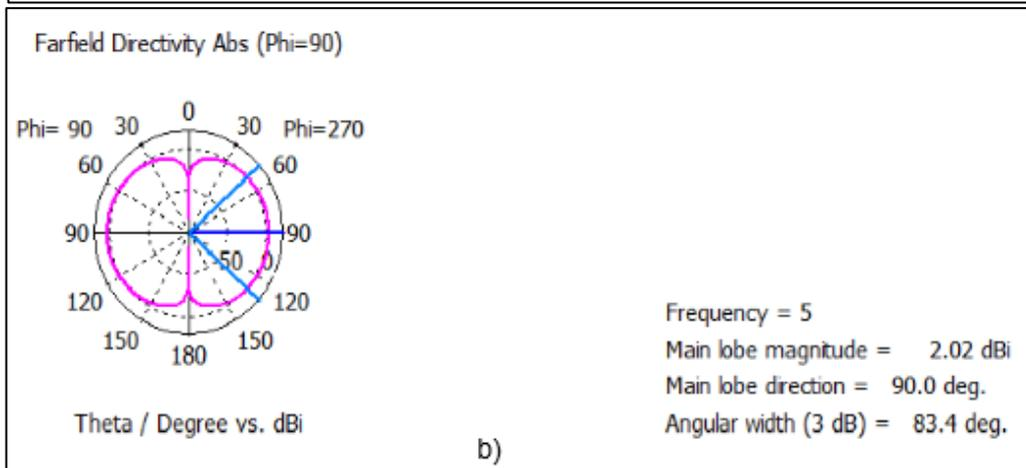 Farfield Directivity Abs (Phi=90)
0
Phi= 90 30 30 Phi=270
60 60
90 90
-50 0
120 120
150 150
180
Theta / Degree vs. dBi
Frequency = 5
Main lobe magnitude = 2.02 dBi
Main lobe direction = 90.0 deg.
Angular width (3 dB) = 83.4 deg.
b)